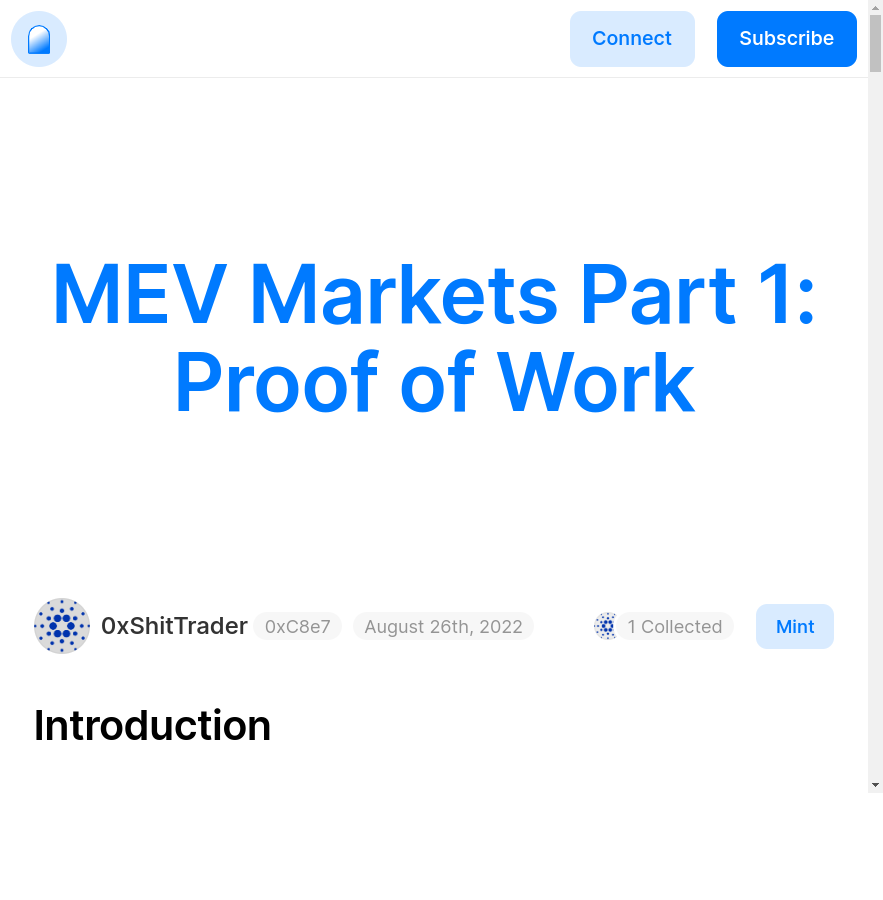 Connect
Subscribe
MEV Markets Part 1:
Proof of Work
0xShitTrader 0xC8e7 August 26th, 2022 1 Collected Mint
Introduction